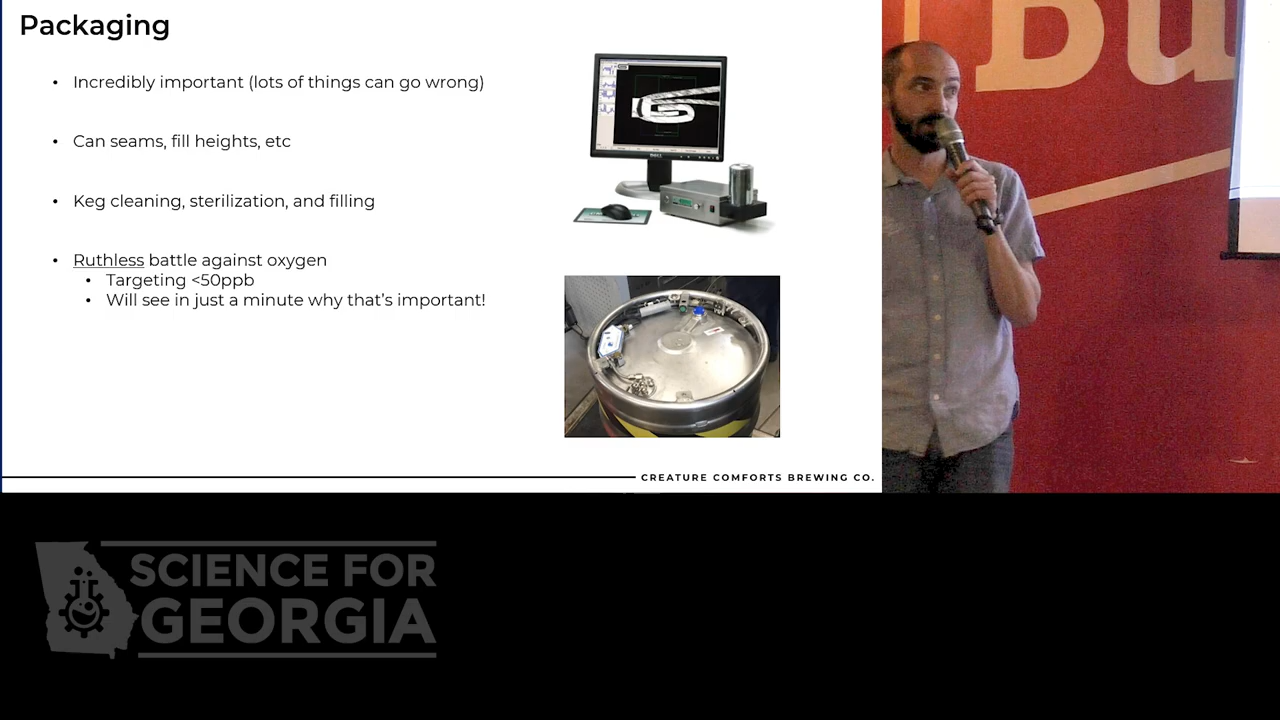 Packaging
• Incredibly important (lots of things can go wrong)
• Can seams, fill heights, etc
• Keg cleaning, sterilization, and filling
• Ruthless battle against oxygen
• Targeting <50ppb
• Will see in just a minute why that's important!
CREATURE COMFORTS BREWING CO.
Bu
DELL
SCIENCE FOR
GEORGIA